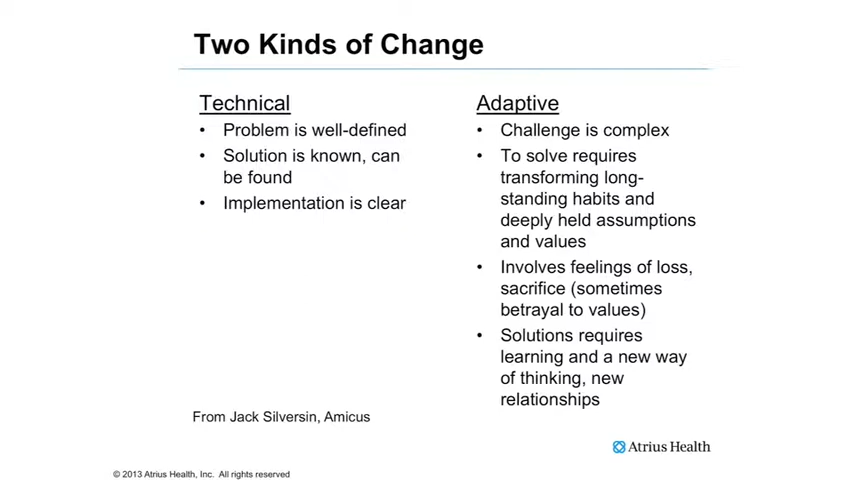 Two Kinds of Change
Technical
• Problem is well-defined
• Solution is known, can
be found
• Implementation is clear
Adaptive
• Challenge is complex
• To solve requires
transforming long-
standing habits and
deeply held assumptions
and values
• Involves feelings of loss,
sacrifice (sometimes
betrayal to values)
• Solutions requires
learning and a new way
of thinking, new
relationships
From Jack Silversin, Amicus
Atrius Health
© 2013 Atrius Health, Inc. All rights reserved